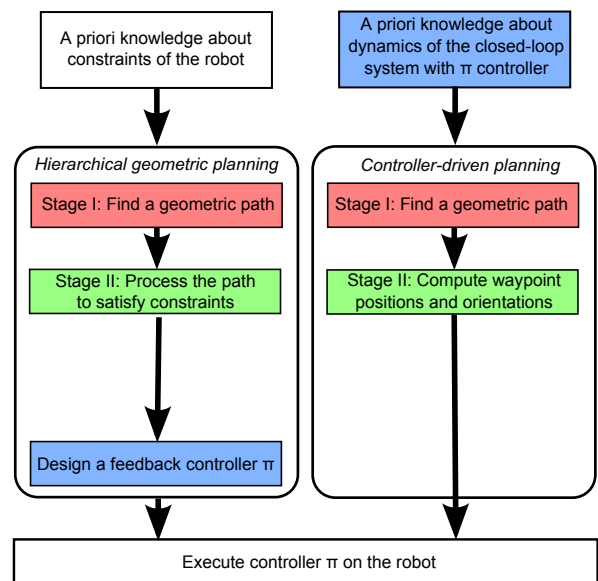 A priori knowledge about
constraints of the robot
A priori knowledge about
dynamics of the closed-loop
system with π controller
Hierarchical geometric planning
Stage I: Find a geometric path
Stage II: Process the path
to satisfy constraints
Design a feedback controller π
Controller-driven planning
Stage I: Find a geometric path
Stage II: Compute waypoint
positions and orientations
Execute controller π on the robot